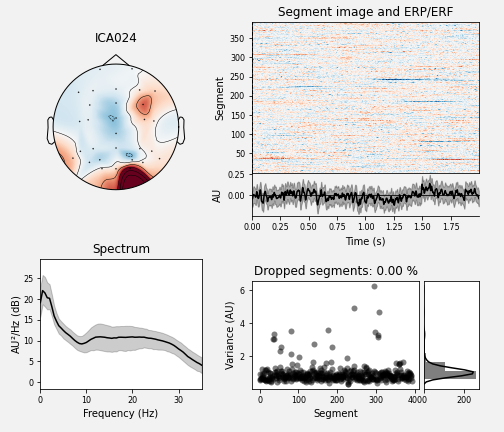 ICA024
Segment image and ERP/ERF
Segment
350
300
250
200
150
100
50
AU
0.25
0.00
0.00 0.25 0.50 0.75 1.00 1.25 1.50 1.75
Time (s)
Spectrum
AU²/Hz (dB)
25
20
15
10
5
0
0 10 20 30
Frequency (Hz)
Dropped segments: 0.00 %
Variance (AU)
6
4
2
0 100 200 300 400
Segment
0 200